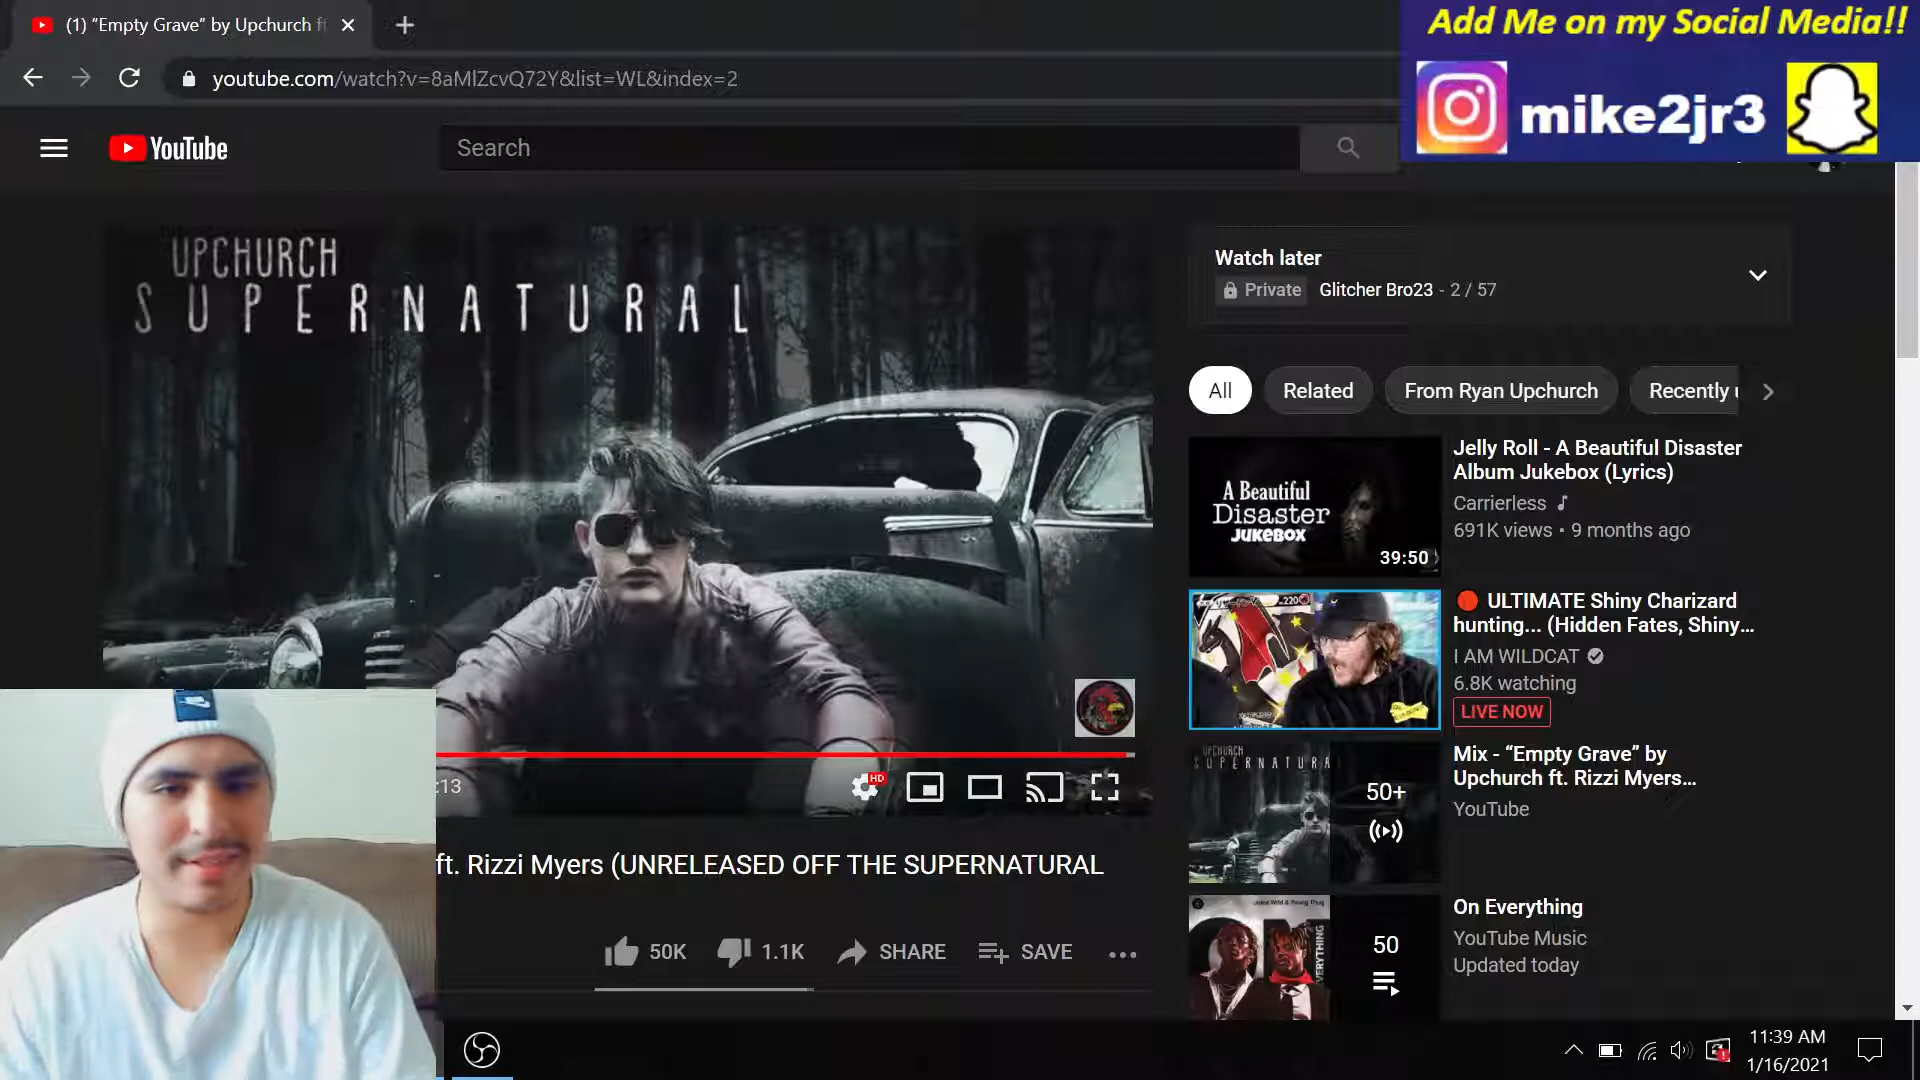 (1) “Empty Grave” by Upchurch ft
Add Me on my Social Media!!
youtube.com/watch?v=8aMlZcvQ72Y&list=WL&index=2
mike2jr3
YouTube
Search
UPCHURCH
SUPERNATURAL
Watch later
Private Glitcher Bro23 - 2 / 57
All
Related
From Ryan Upchurch
Recently
A Beautiful
Disaster
JUKEBOX
39:50
Jelly Roll - A Beautiful Disaster
Album Jukebox (Lyrics)
Carrierless
691K views • 9 months ago
ULTIMATE Shiny Charizard
hunting... (Hidden Fates, Shiny...
I AM WILDCAT
6.8K watching
LIVE NOW
:13
HD
UPCHURCH
SUPERNATURA
50+
Mix - “Empty Grave” by
Upchurch ft. Rizzi Myers...
YouTube
ft. Rizzi Myers (UNRELEASED OFF THE SUPERNATURAL
50K
1.1K
SHARE
SAVE
Juice Wrld & Young Thug
50
On Everything
YouTube Music
Updated today
11:39 AM
1/16/2021